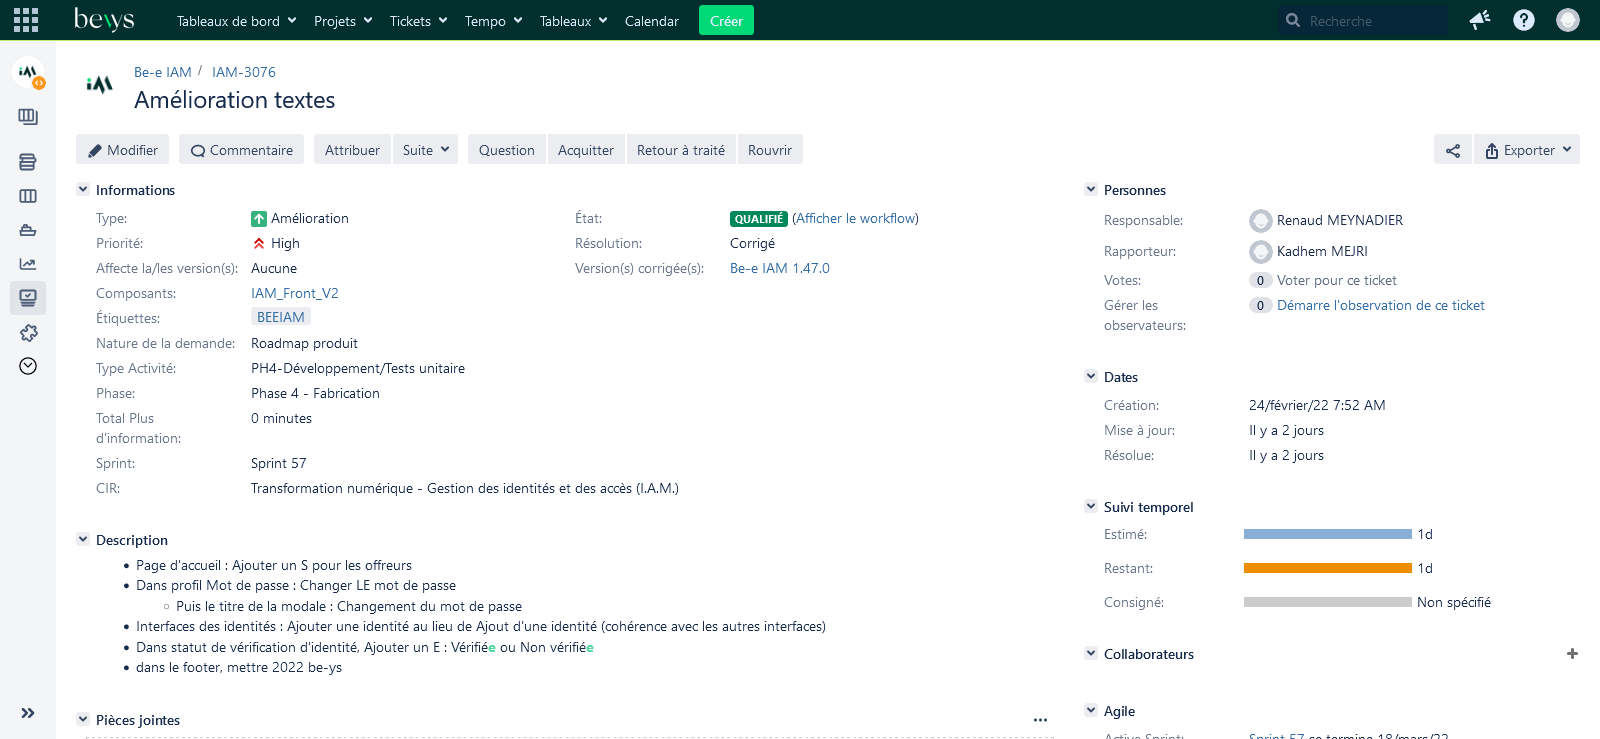 beys Tableaux de bord Projets Tickets Tempo Tableaux Calendar Créer Recherche
Be-e IAM / IAM-3076
Amélioration textes
Modifier Commentaire Attribuer Suite Question Acquitter Retour à traité Rouvrir Exporter
Informations
Type: Amélioration
État: QUALIFIÉ (Afficher le workflow)
Priorité: High
Résolution: Corrigé
Affecte la/les version(s): Aucune
Version(s) corrigée(s): Be-e IAM 1.47.0
Composants: IAM_Front_V2
Étiquettes: BEEIAM
Nature de la demande: Roadmap produit
Type Activité: PH4-Développement/Tests unitaire
Phase: Phase 4 - Fabrication
Total Plus d'information: 0 minutes
Sprint: Sprint 57
CIR: Transformation numérique - Gestion des identités et des accès (I.A.M.)
Description
• Page d'accueil : Ajouter un S pour les offreurs
• Dans profil Mot de passe : Changer LE mot de passe
○ Puis le titre de la modale : Changement du mot de passe
• Interfaces des identités : Ajouter une identité au lieu de Ajout d'une identité (cohérence avec les autres interfaces)
• Dans statut de vérification d'identité, Ajouter un E : Vérifiée ou Non vérifiée
• dans le footer, mettre 2022 be-ys
Pièces jointes
Personnes
Responsable: Renaud MEYNADIER
Rapporteur: Kadhem MEJRI
Votes: 0 Voter pour ce ticket
Gérer les observateurs: 0 Démarre l'observation de ce ticket
Dates
Création: 24/février/22 7:52 AM
Mise à jour: Il y a 2 jours
Résolue: Il y a 2 jours
Suivi temporel
Estimé: 1d
Restant: 1d
Consigné: Non spécifié
Collaborateurs
Agile
Active Sprint: Sprint 57 se termine 18/mars/22